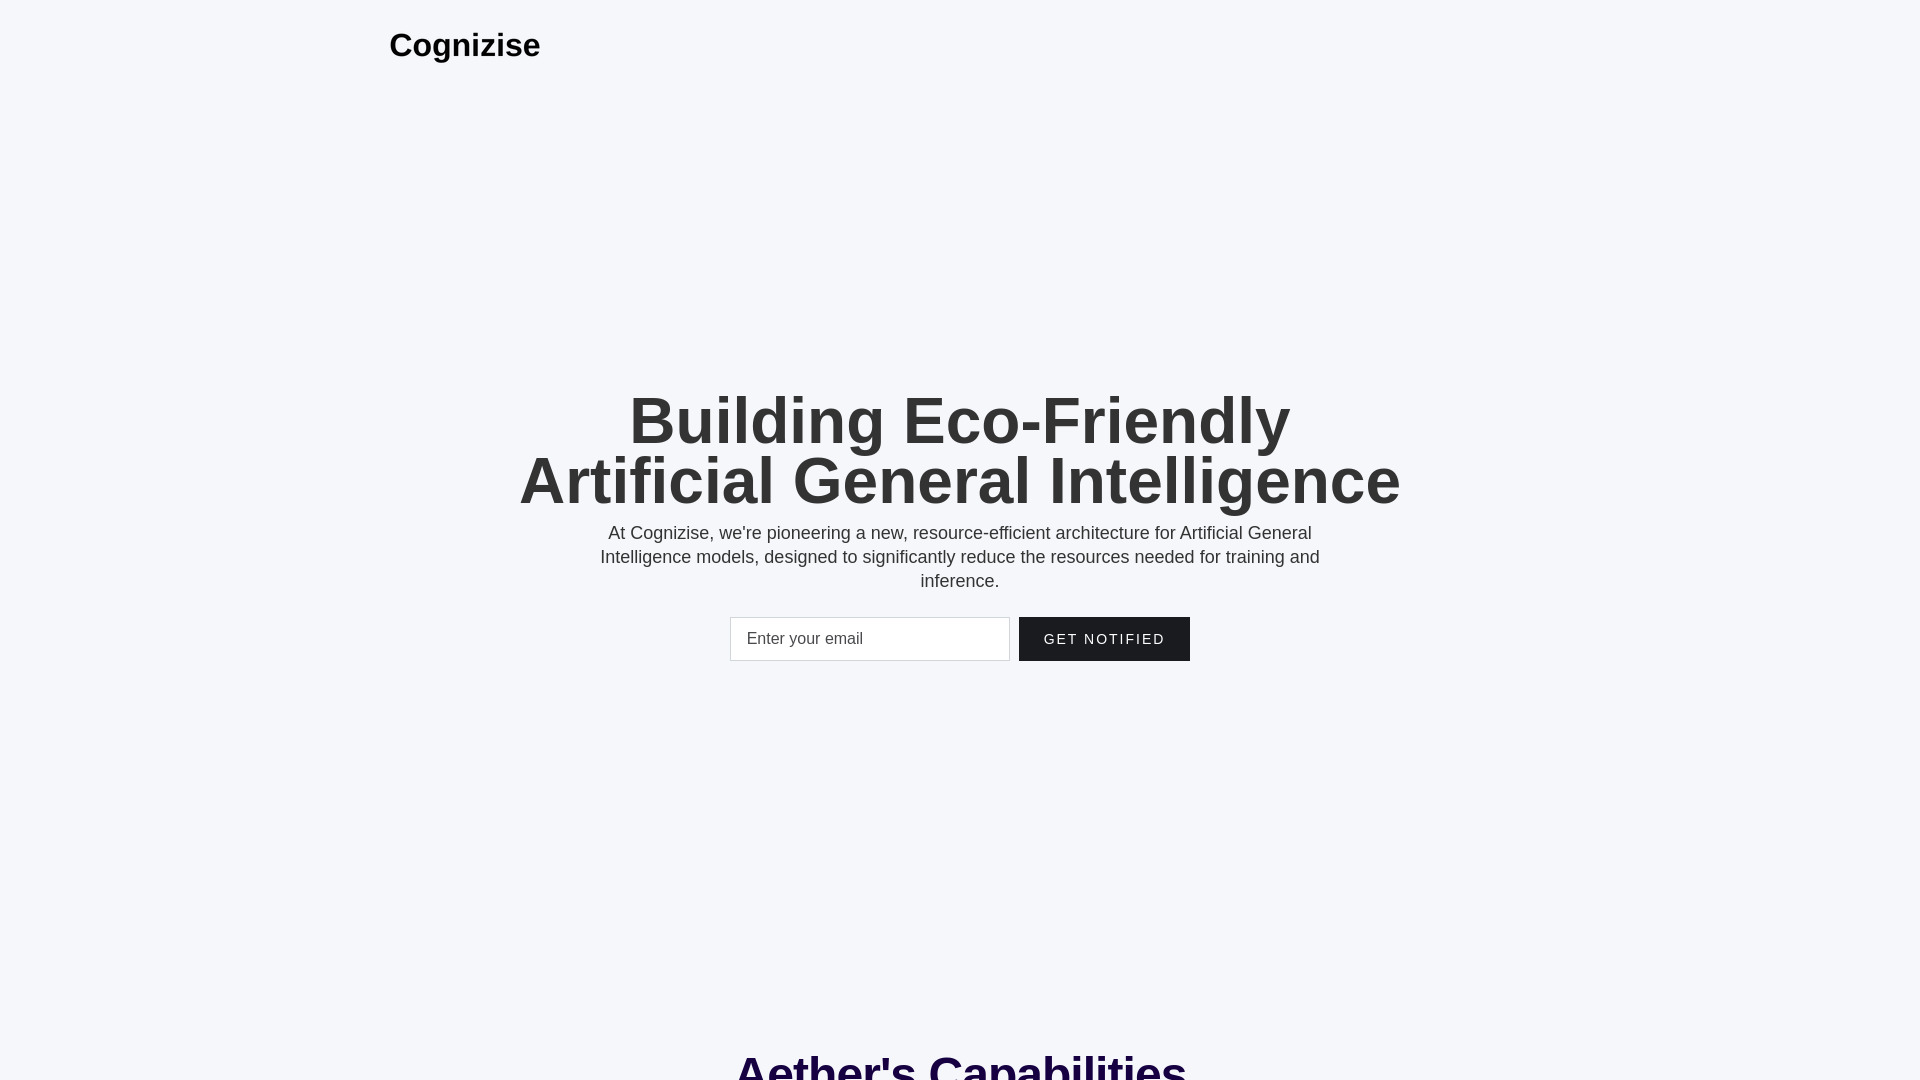 Cognizise
Building Eco-Friendly
Artificial General Intelligence
At Cognizise, we're pioneering a new, resource-efficient architecture for Artificial General
Intelligence models, designed to significantly reduce the resources needed for training and
inference.
Enter your email
GET NOTIFIED
Aether's Capabilities